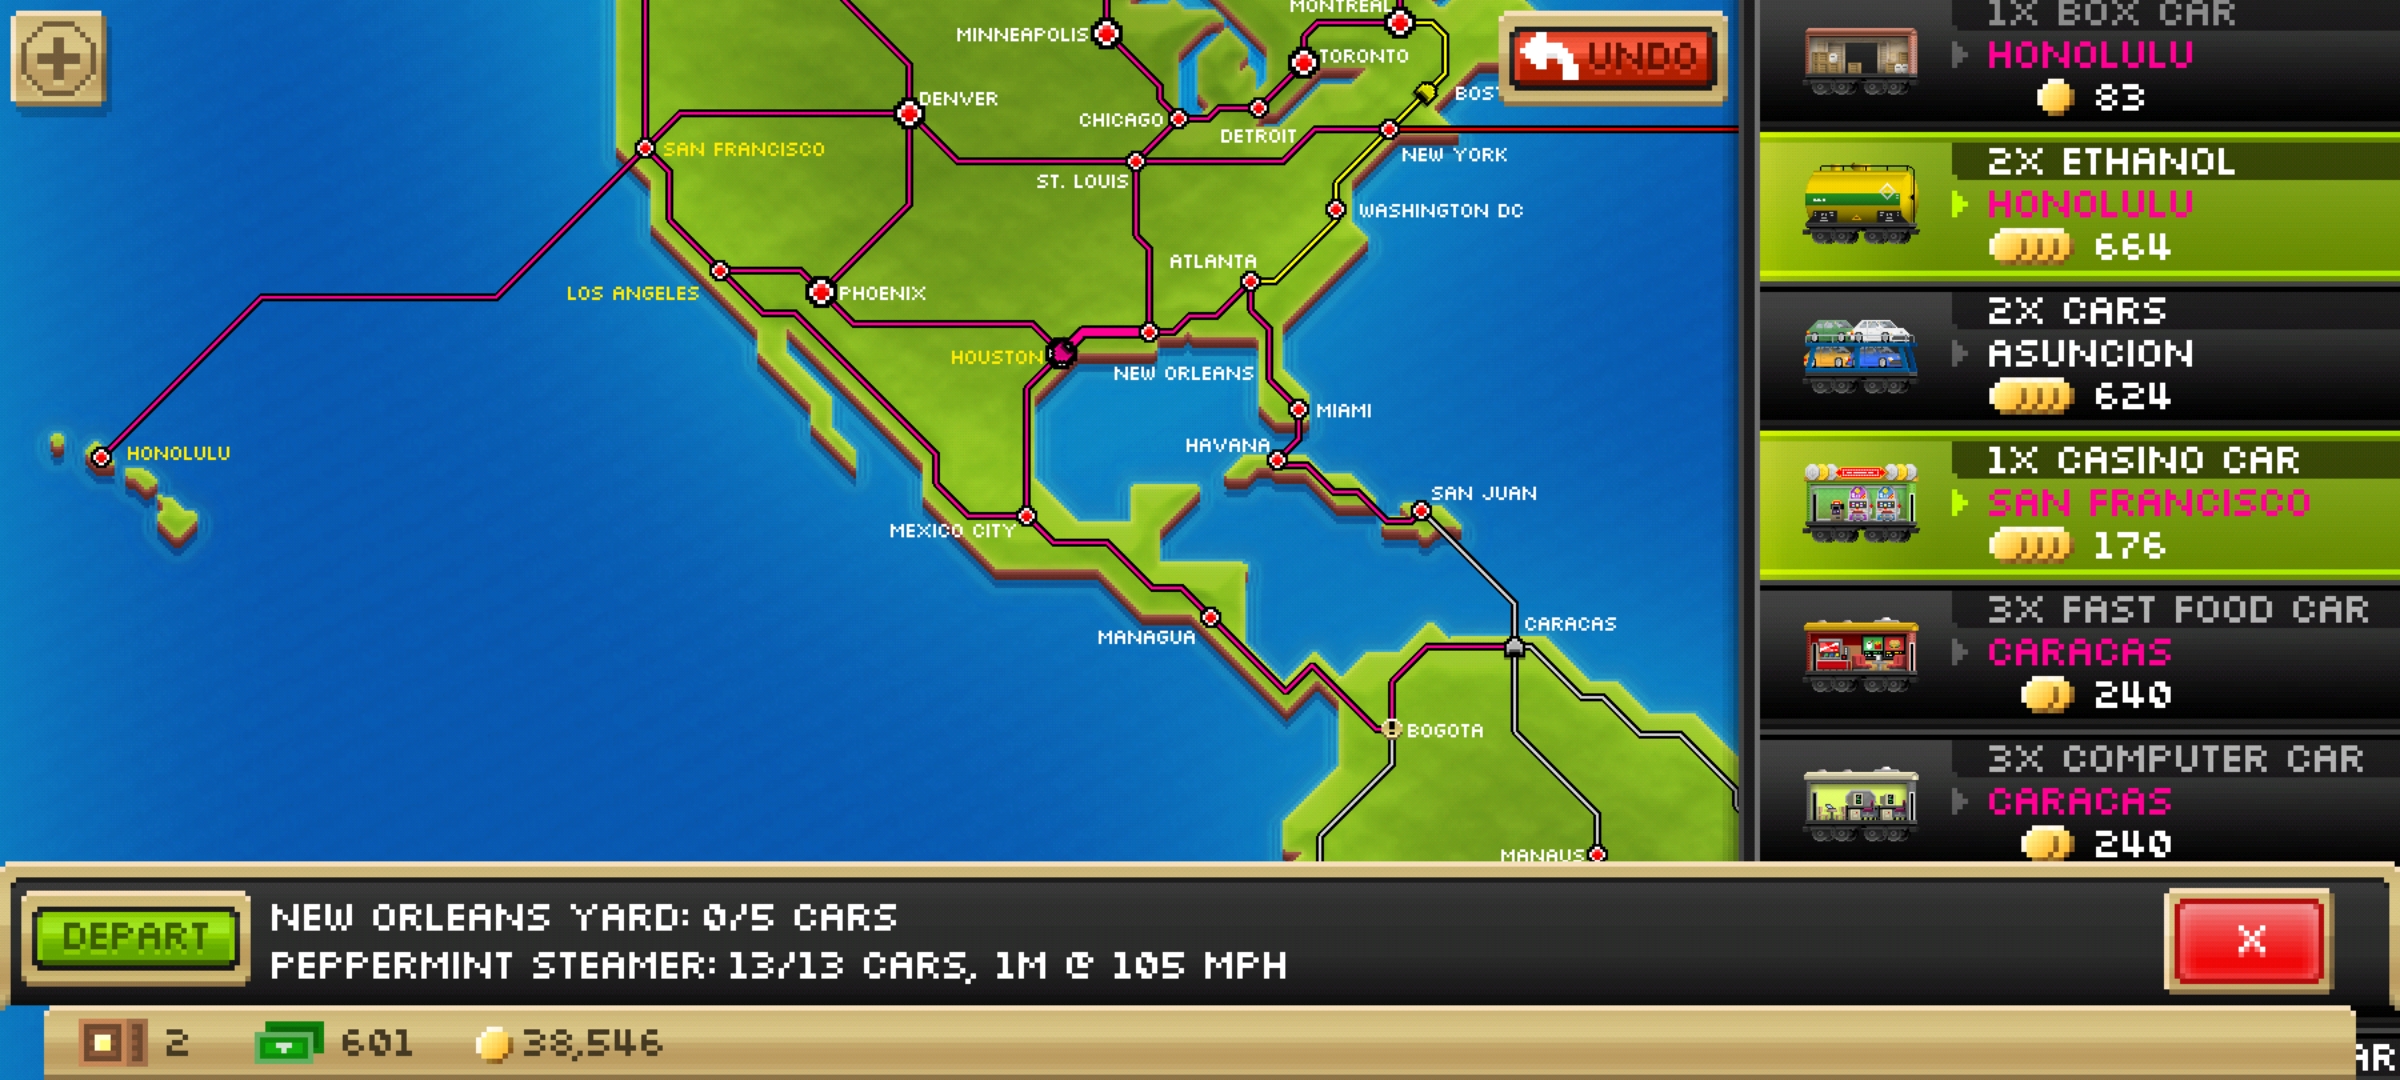 MONTREAL
MINNEAPOLIS
TORONTO
UNDO
DENVER
BOST
CHICAGO
DETROIT
SAN FRANCISCO
NEW YORK
ST. LOUIS
WASHINGTON DC
ATLANTA
LOS ANGELES
PHOENIX
HOUSTON
NEW ORLEANS
MIAMI
HAVANA
HONOLULU
SAN JUAN
MEXICO CITY
CARACAS
MANAGUA
BOGOTA
MANAUS
1X BOX CAR
HONOLULU
83
2X ETHANOL
HONOLULU
664
2X CARS
ASUNCION
624
1X CASINO CAR
SAN FRANCISCO
176
3X FAST FOOD CAR
CARACAS
240
3X COMPUTER CAR
CARACAS
240
DEPART
NEW ORLEANS YARD: 0/5 CARS
PEPPERMINT STEAMER: 13/13 CARS, 1M @ 105 MPH
X
2
601
38,546
AR